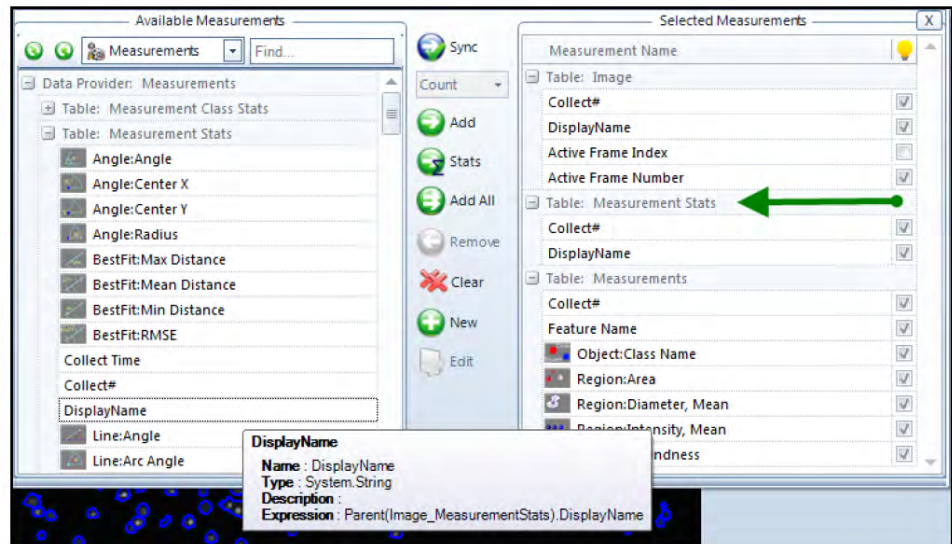 Available Measurements
Measurements
Find...
Data Provider: Measurements
Table: Measurement Class Stats
Table: Measurement Stats
Angle:Angle
Angle:Center X
Angle:Center Y
Angle:Radius
BestFit:Max Distance
BestFit:Mean Distance
BestFit:Min Distance
BestFit:RMSE
Collect Time
Collect#
DisplayName
Line:Angle
Line:Arc Angle
Sync
Count
Add
Stats
Add All
Remove
Clear
New
Edit
Selected Measurements
X
Measurement Name
Table: Image
Collect#
DisplayName
Active Frame Index
Active Frame Number
Table: Measurement Stats
Collect#
DisplayName
Table: Measurements
Collect#
Feature Name
Object:Class Name
Region:Area
Region:Diameter, Mean
Region:Intensity, Mean
ndness
DisplayName
Name : DisplayName
Type : System.String
Description :
Expression : Parent(Image_MeasurementStats).DisplayName